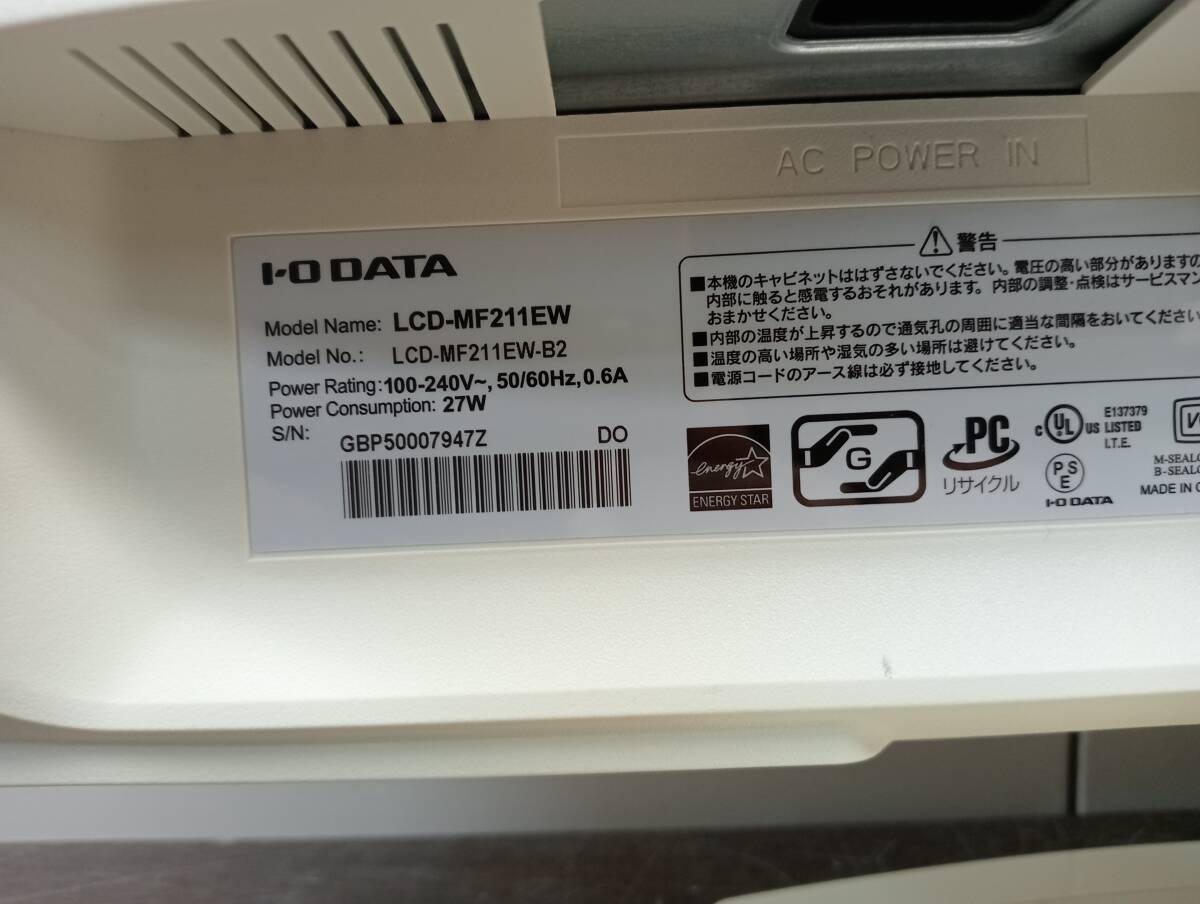 AC POWER IN
I-O DATA
Model Name: LCD-MF211EW
Model No.: LCD-MF211EW-B2
Power Rating:100-240V~, 50/60Hz,0.6A
Power Consumption: 27W
S/N:
GBP50007947Z DO
警告
■本機のキャビネットははずさないでください。電圧の高い部分がありますの
内部に触ると感電するおそれがあります。内部の調整・点検はサービスマン
おまかせください。
■内部の温度が上昇するので通気孔の周囲に適当な間隔をおいてください
■温度の高い場所や湿気の多い場所は避けてください。
■電源コードのアース線は必ず接地してください。
energy
ENERGY STAR
G
PC
リサイクル
C UL US LISTED
E137379
I.T.E.
PSE
I-O DATA
M-SEAL
B-SEAL
MADE IN